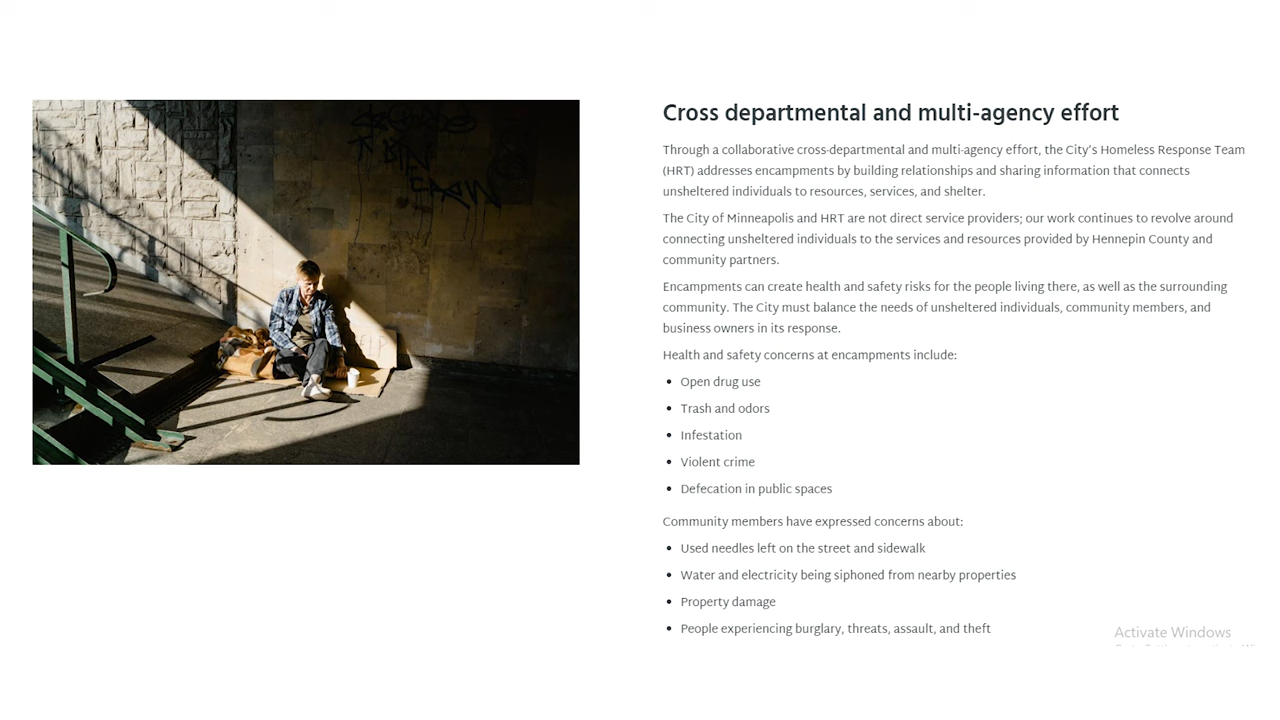 Cross departmental and multi-agency effort
Through a collaborative cross-departmental and multi-agency effort, the City's Homeless Response Team
(HRT) addresses encampments by building relationships and sharing information that connects
unsheltered individuals to resources, services, and shelter.
The City of Minneapolis and HRT are not direct service providers; our work continues to revolve around
connecting unsheltered individuals to the services and resources provided by Hennepin County and
community partners.
Encampments can create health and safety risks for the people living there, as well as the surrounding
community. The City must balance the needs of unsheltered individuals, community members, and
business owners in its response.
Health and safety concerns at encampments include:
• Open drug use
• Trash and odors
• Infestation
• Violent crime
• Defecation in public spaces
Community members have expressed concerns about:
• Used needles left on the street and sidewalk
• Water and electricity being siphoned from nearby properties
• Property damage
• People experiencing burglary, threats, assault, and theft
Activate Windows